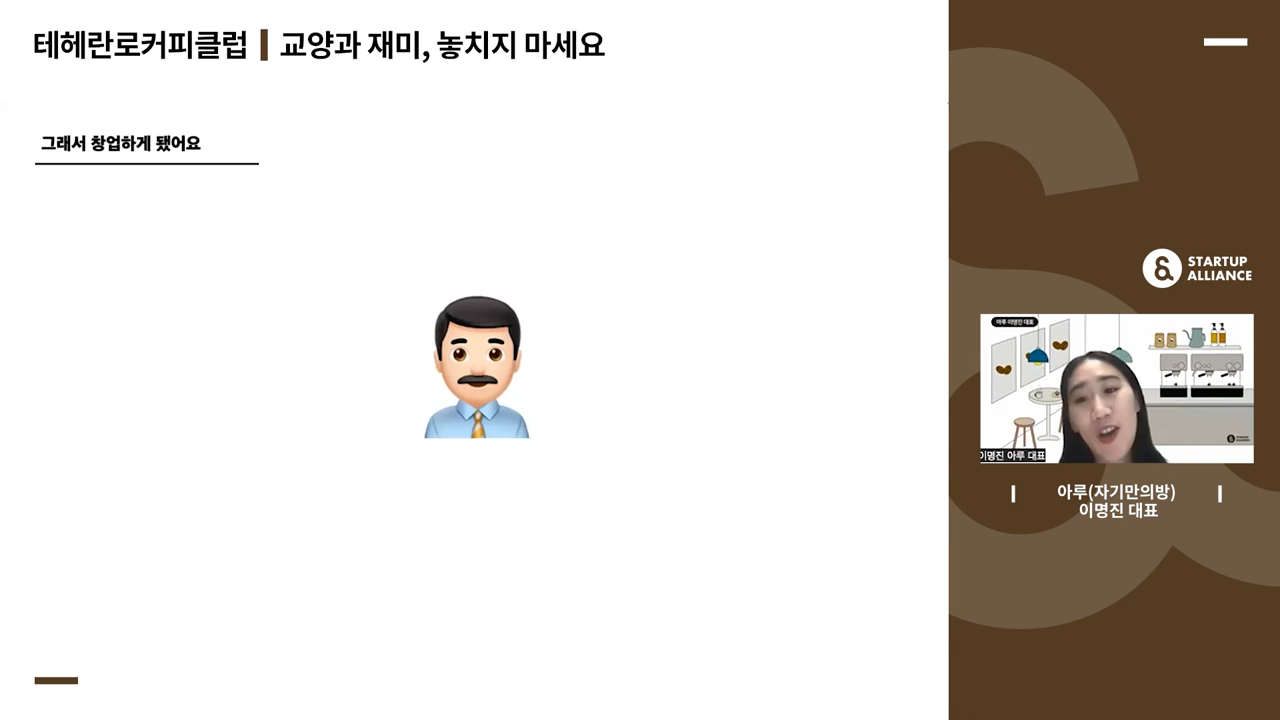 테헤란로커피클럽 | 교양과 재미, 놓치지 마세요
그래서 창업하게 됐어요
STARTUP
ALLIANCE
아루 이명진 대표
이명진 아루 대표
아루(자기만의방)
이명진 대표